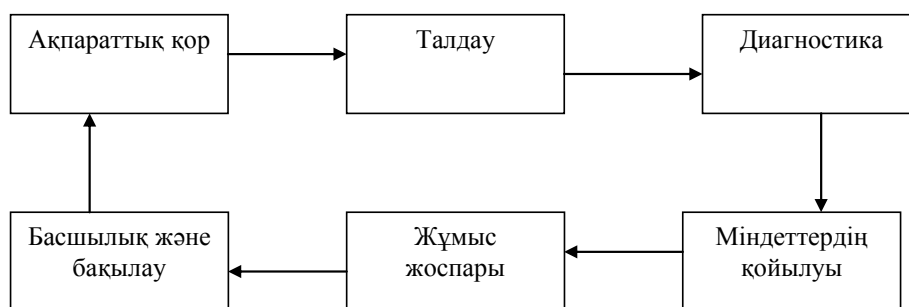 Ақпараттық қор
Талдау
Диагностика
Басшылық және
бақылау
Жұмыс
жоспары
Міндеттердің
қойылуы